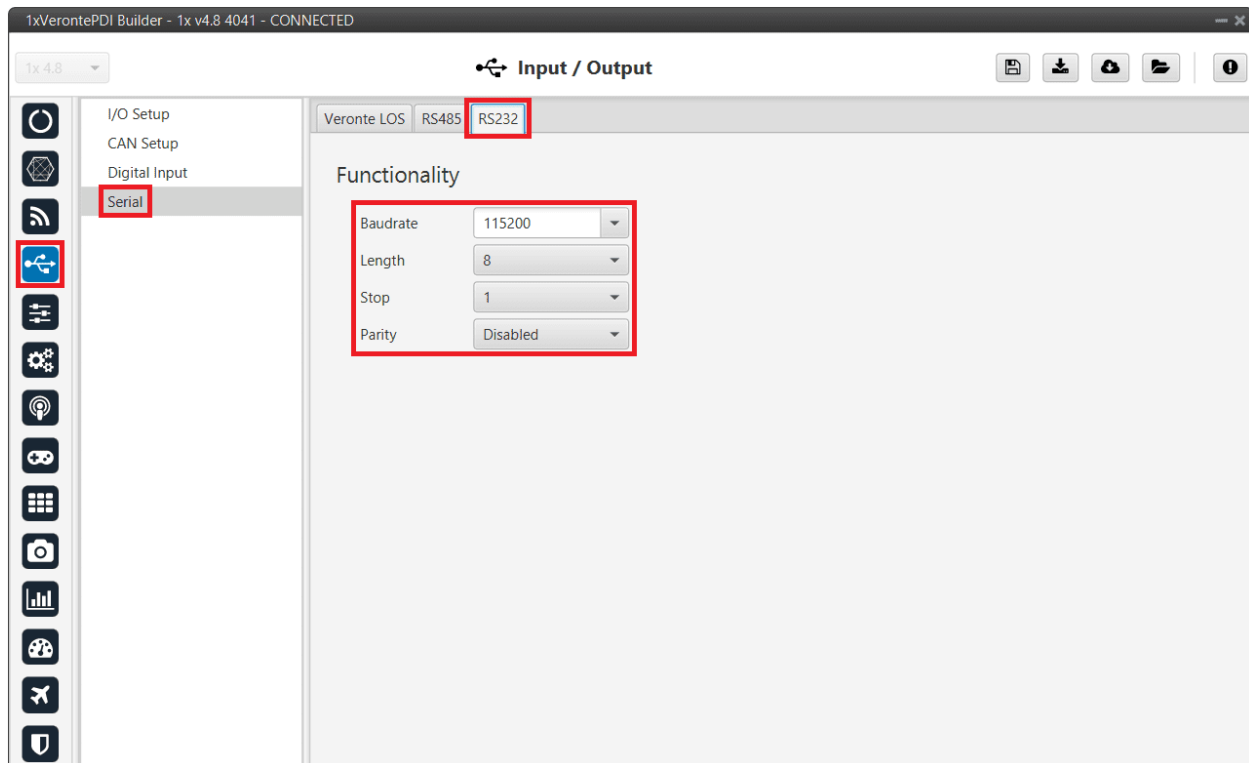 1xVerontePDI Builder - 1x v4.8 4041 - CONNECTED
1x 4.8
Input / Output
I/O Setup
CAN Setup
Digital Input
Serial
Veronte LOS RS485 RS232
Functionality
Baudrate 115200
Length 8
Stop 1
Parity Disabled